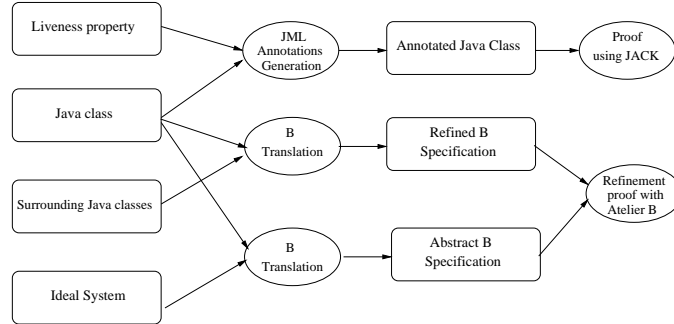 Liveness property
JML
Annotations
Generation
Annotated Java Class
Proof
using JACK
Java class
B
Translation
Refined B
Specification
Surrounding Java classes
Refinement
proof with
Atelier B
B
Translation
Abstract B
Specification
Ideal System